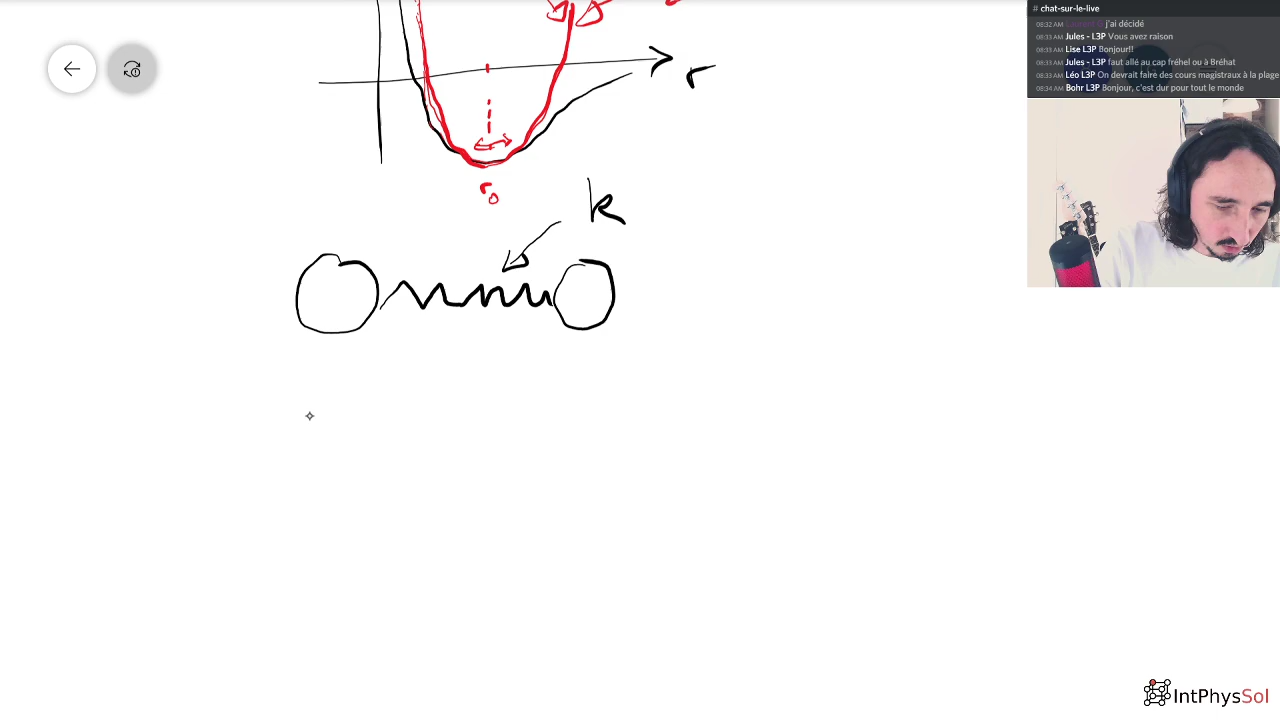 # chat-sur-le-live
08:32 AM Laurent G j'ai décidé
08:33 AM Jules - L3P Vous avez raison
08:33 AM Lise L3P Bonjour!!
08:33 AM Jules - L3P faut allé au cap fréhel ou à Bréhat
08:33 AM Léo L3P On devrait faire des cours magistraux à la plage
08:34 AM Bohr L3P Bonjour, c'est dur pour tout le monde
r
r₀
k
IntPhysSol